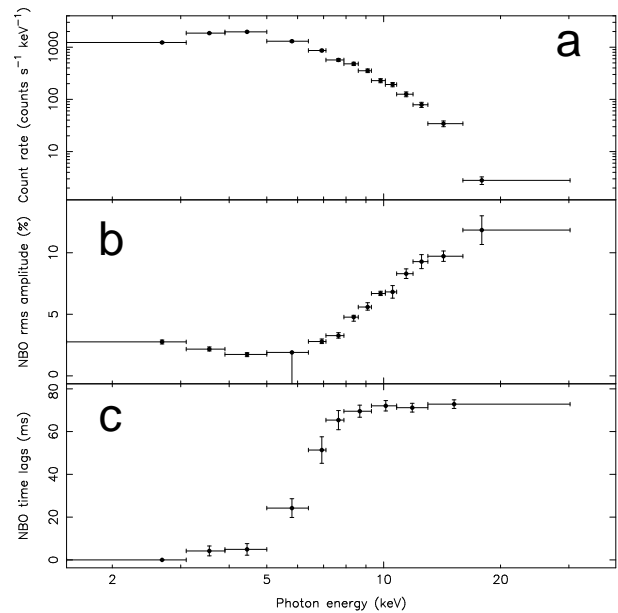 a
Count rate (counts s⁻¹ keV⁻¹)
1000
100
10
b
NBO rms amplitude (%)
10
5
0
c
NBO time lags (ms)
80
60
40
20
0
2 5 10 20
Photon energy (keV)